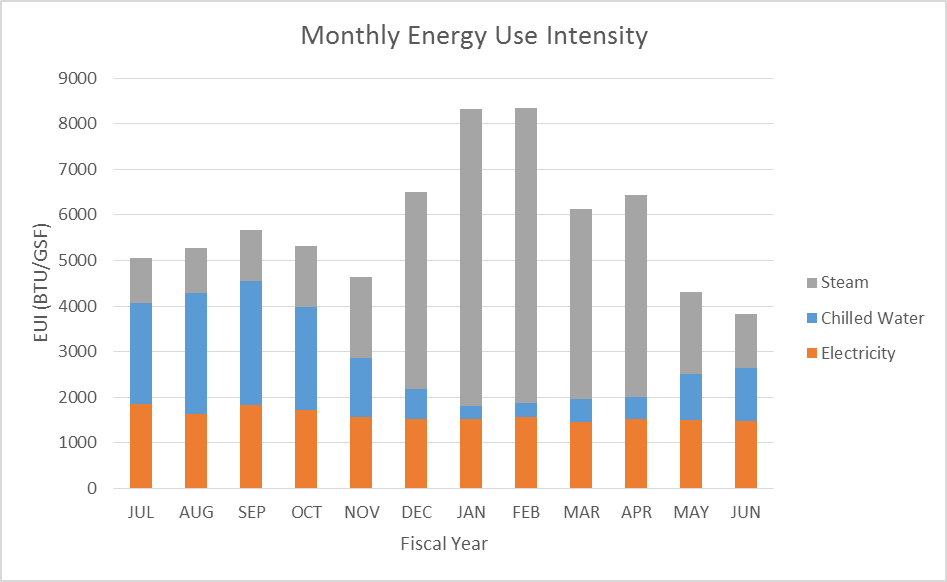 Monthly Energy Use Intensity
9000
8000
7000
6000
5000
4000
3000
2000
1000
0
EUI (BTU/GSF)
JUL AUG SEP OCT NOV DEC JAN FEB MAR APR MAY JUN
Fiscal Year
Steam
Chilled Water
Electricity